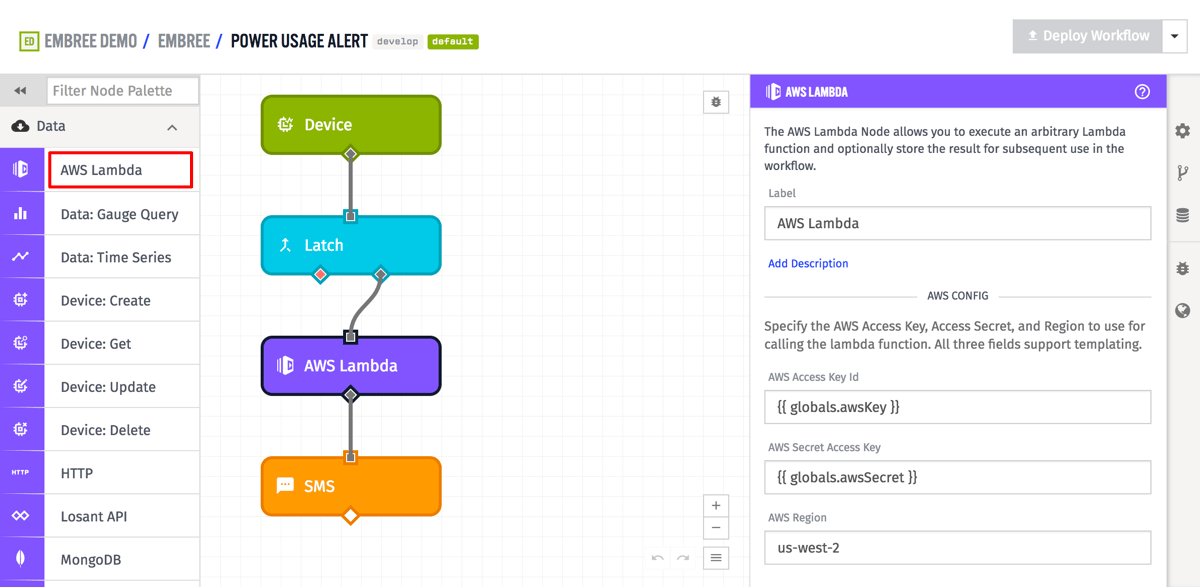 ED EMBREE DEMO / EMBREE / POWER USAGE ALERT develop default
Deploy Workflow
Filter Node Palette
Data
AWS Lambda
Data: Gauge Query
Data: Time Series
Device: Create
Device: Get
Device: Update
Device: Delete
HTTP HTTP
Losant API
MongoDB
Device
Latch
AWS Lambda
SMS
AWS LAMBDA
The AWS Lambda Node allows you to execute an arbitrary Lambda
function and optionally store the result for subsequent use in the
workflow.
Label
AWS Lambda
Add Description
AWS CONFIG
Specify the AWS Access Key, Access Secret, and Region to use for
calling the lambda function. All three fields support templating.
AWS Access Key Id
{{ globals.awsKey }}
AWS Secret Access Key
{{ globals.awsSecret }}
AWS Region
us-west-2